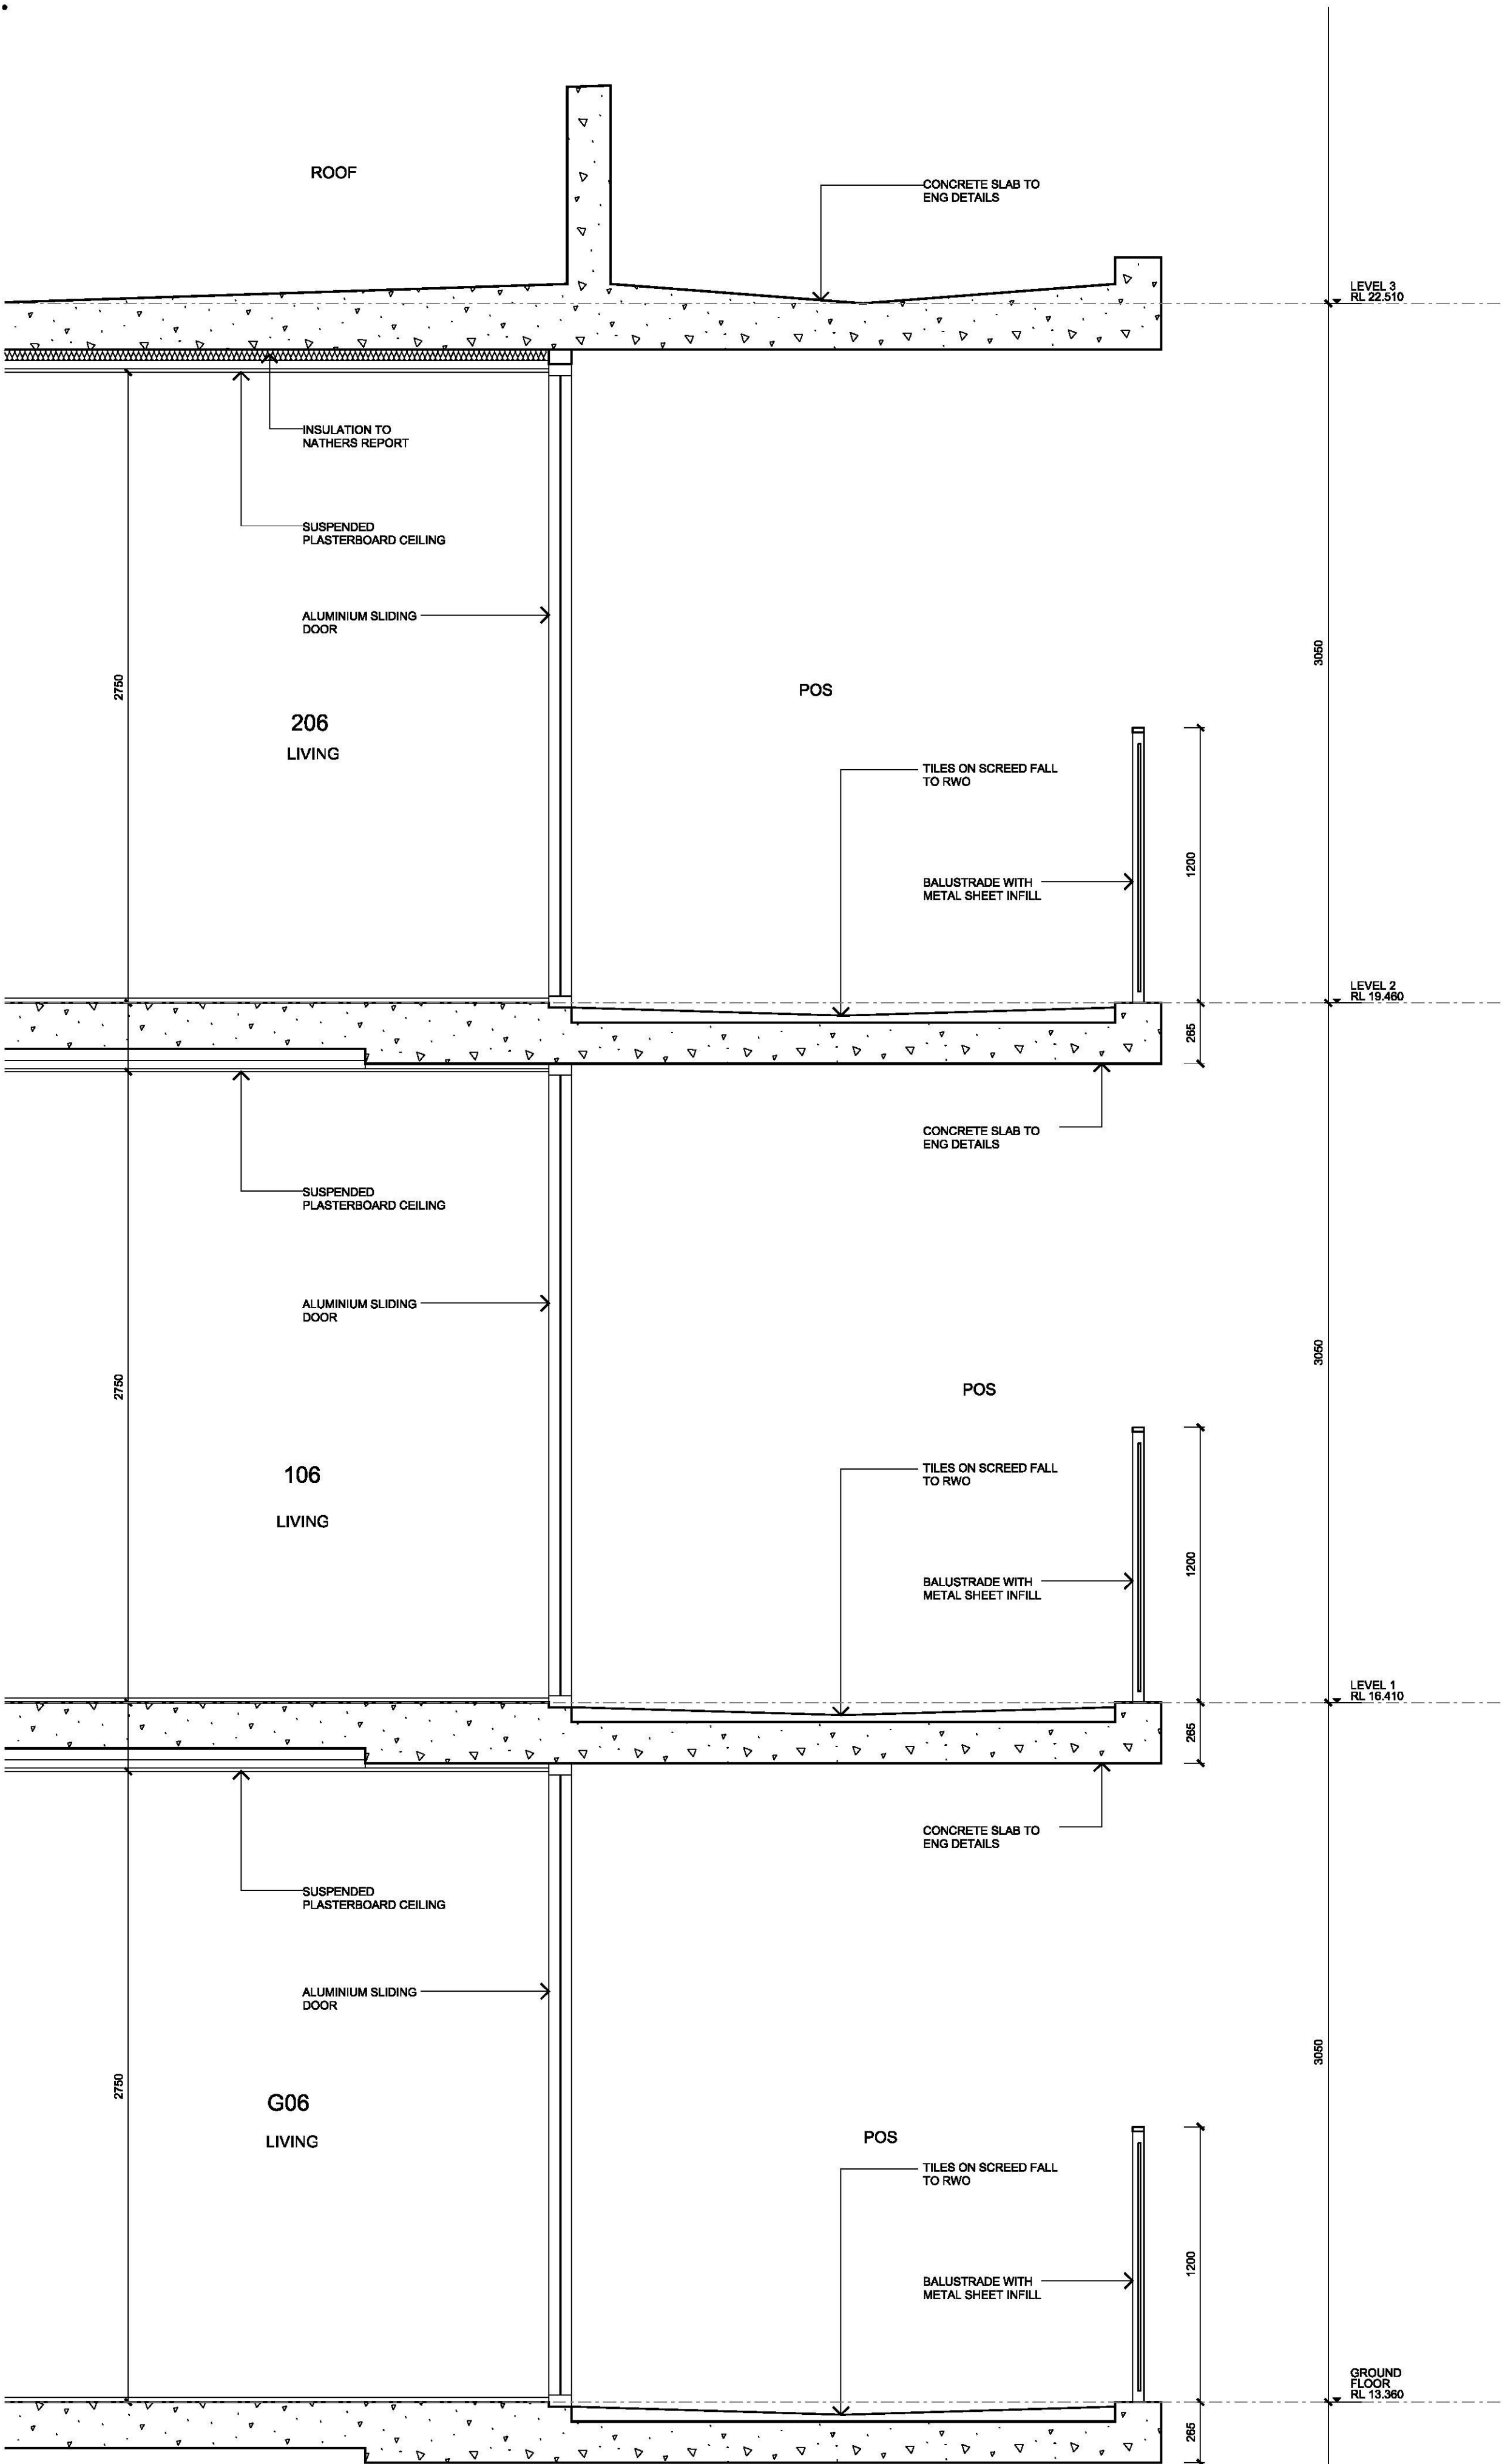 ROOF
CONCRETE SLAB TO
ENG DETAILS
LEVEL 3
RL 22.510
INSULATION TO
NATHERS REPORT
SUSPENDED
PLASTERBOARD CEILING
ALUMINIUM SLIDING
DOOR
2750
3050
POS
206
LIVING
TILES ON SCREED FALL
TO RWO
1200
BALUSTRADE WITH
METAL SHEET INFILL
LEVEL 2
RL 19.460
265
CONCRETE SLAB TO
ENG DETAILS
SUSPENDED
PLASTERBOARD CEILING
ALUMINIUM SLIDING
DOOR
2750
3050
POS
106
LIVING
TILES ON SCREED FALL
TO RWO
1200
BALUSTRADE WITH
METAL SHEET INFILL
LEVEL 1
RL 16.410
265
CONCRETE SLAB TO
ENG DETAILS
SUSPENDED
PLASTERBOARD CEILING
ALUMINIUM SLIDING
DOOR
2750
3050
G06
LIVING
POS
TILES ON SCREED FALL
TO RWO
1200
BALUSTRADE WITH
METAL SHEET INFILL
GROUND
FLOOR
RL 13.360
265